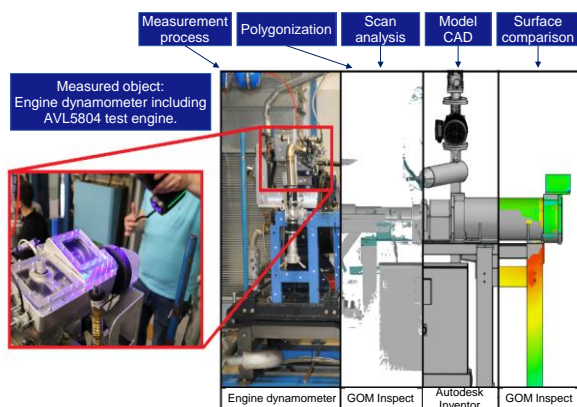 Measurement
process
Polygonization
Scan
analysis
Model
CAD
Surface
comparison
Measured object:
Engine dynamometer including
AVL5804 test engine.
Engine dynamometer
GOM Inspect
Autodesk
Inventor
GOM Inspect